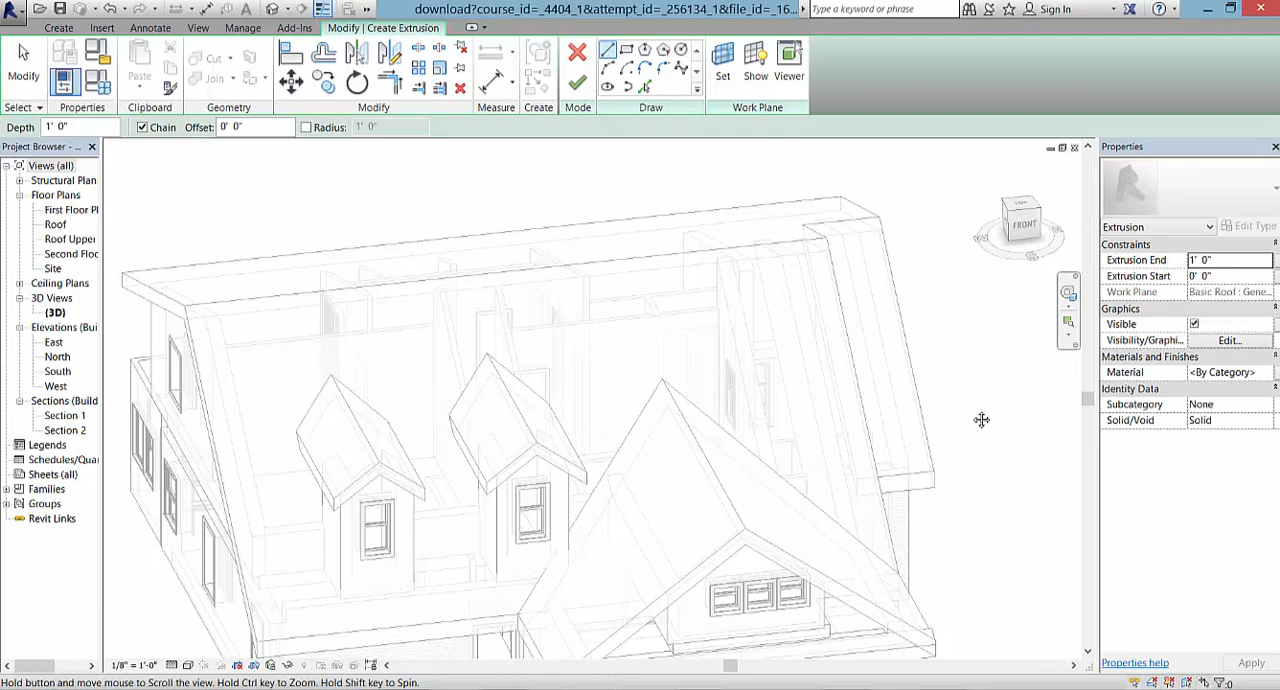 download?course_id=_4404_1&attempt_id=_256134_1&file_id=_16...
Type a keyword or phrase
Sign In
Create Insert Annotate View Manage Add-Ins Modify | Create Extrusion
Modify
Paste
Cut
Join
Set Show Viewer
Select Properties Clipboard Geometry Modify Measure Create Mode Draw Work Plane
Depth 1' 0" Chain Offset: 0' 0" Radius: 1' 0"
Project Browser - ...
Views (all)
Structural Plan
Floor Plans
First Floor Pl
Roof
Roof Upper
Second Floo
Site
Ceiling Plans
3D Views
(3D)
Elevations (Buil
East
North
South
West
Sections (Build
Section 1
Section 2
Legends
Schedules/Qua
Sheets (all)
Families
Groups
Revit Links
TOP
FRONT
Properties
Extrusion Edit Type
Constraints
Extrusion End 1' 0"
Extrusion Start 0' 0"
Work Plane Basic Roof : Gene...
Graphics
Visible
Visibility/Graphi... Edit...
Materials and Finishes
Material <By Category>
Identity Data
Subcategory None
Solid/Void Solid
Properties help Apply
1/8" = 1'-0"
Hold button and move mouse to Scroll the view. Hold Ctrl key to Zoom. Hold Shift key to Spin.
:0